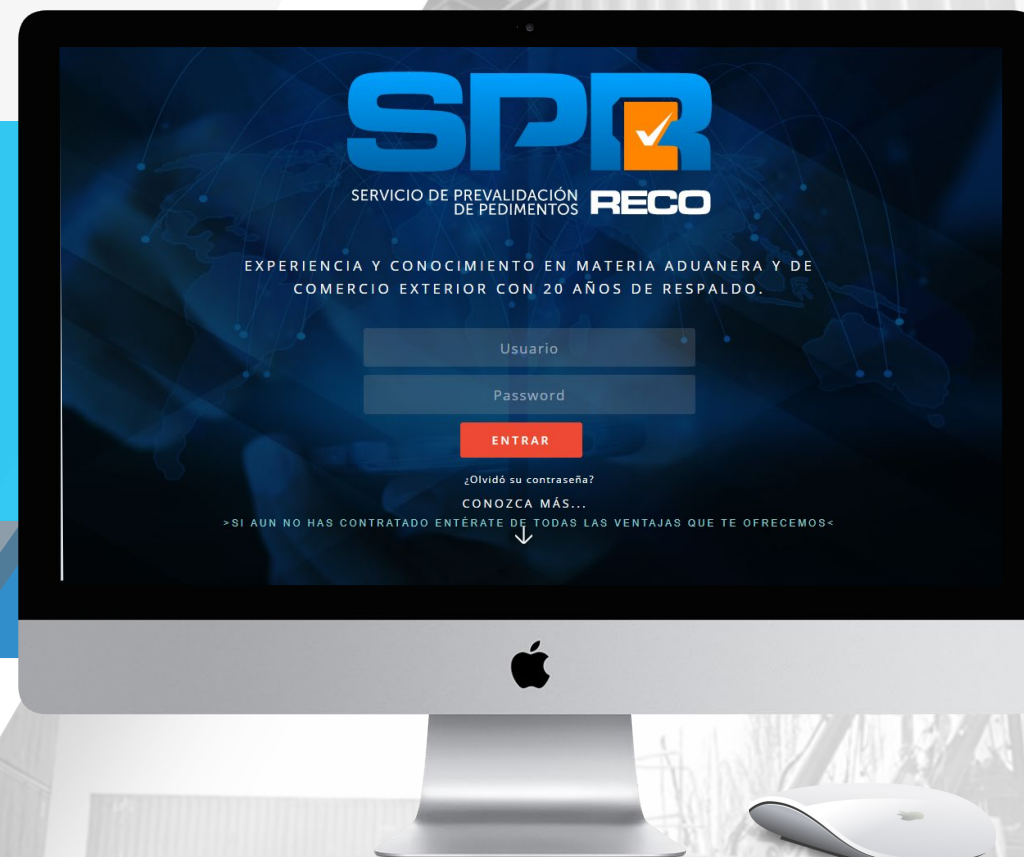 SPR
SERVICIO DE PREVALIDACIÓN
DE PEDIMENTOS RECO
EXPERIENCIA Y CONOCIMIENTO EN MATERIA ADUANERA Y DE
COMERCIO EXTERIOR CON 20 AÑOS DE RESPALDO.
Usuario
Password
ENTRAR
¿Olvidó su contraseña?
CONOZCA MÁS...
>SI AUN NO HAS CONTRATADO ENTÉRATE DE TODAS LAS VENTAJAS QUE TE OFRECEMOS<